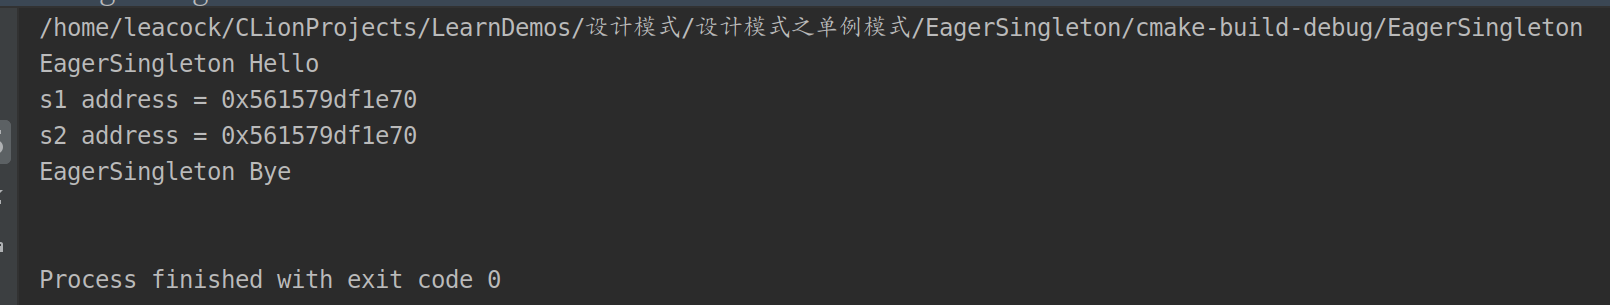 /home/leacock/CLionProjects/LearnDemos/设计模式/设计模式之单例模式/EagerSingleton/cmake-build-debug/EagerSingleton
EagerSingleton Hello
s1 address = 0x561579df1e70
s2 address = 0x561579df1e70
EagerSingleton Bye
Process finished with exit code 0